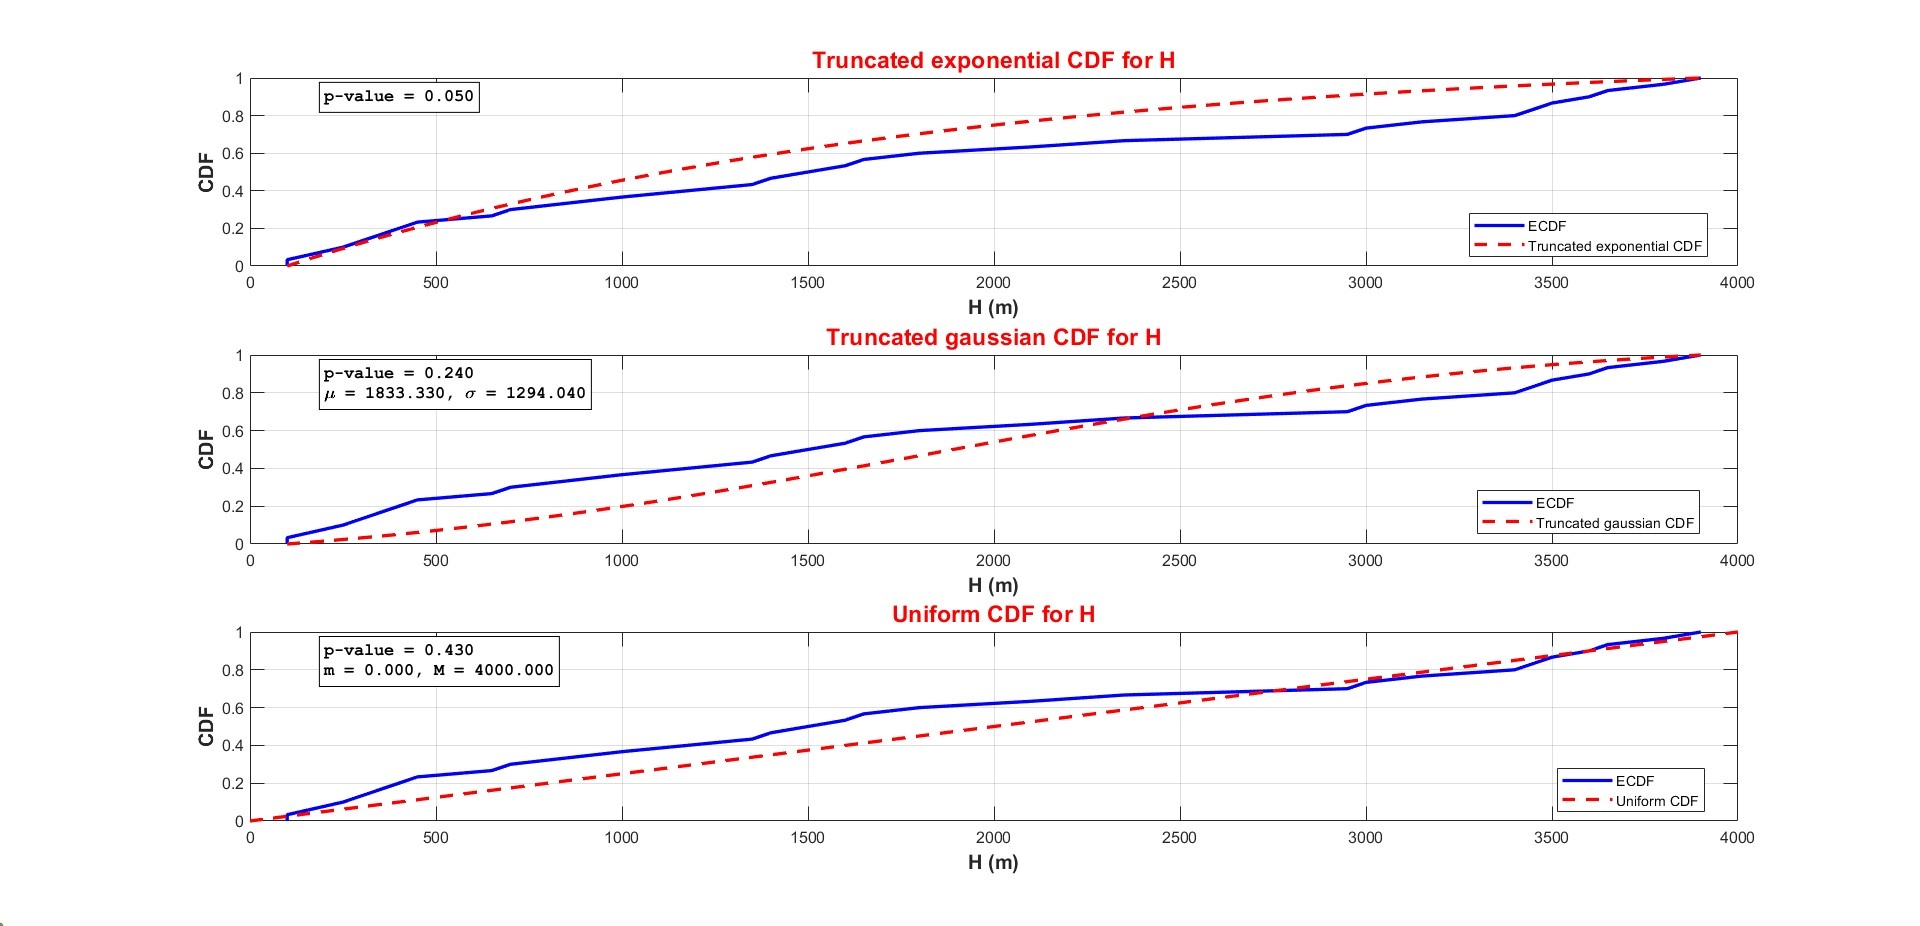 Truncated exponential CDF for H
p-value = 0.050
1
0.8
0.6
0.4
0.2
0
CDF
ECDF
Truncated exponential CDF
0 500 1000 1500 2000 2500 3000 3500 4000
H (m)
Truncated gaussian CDF for H
p-value = 0.240
μ = 1833.330, σ = 1294.040
1
0.8
0.6
0.4
0.2
0
CDF
ECDF
Truncated gaussian CDF
0 500 1000 1500 2000 2500 3000 3500 4000
H (m)
Uniform CDF for H
p-value = 0.430
m = 0.000, M = 4000.000
1
0.8
0.6
0.4
0.2
0
CDF
ECDF
Uniform CDF
0 500 1000 1500 2000 2500 3000 3500 4000
H (m)